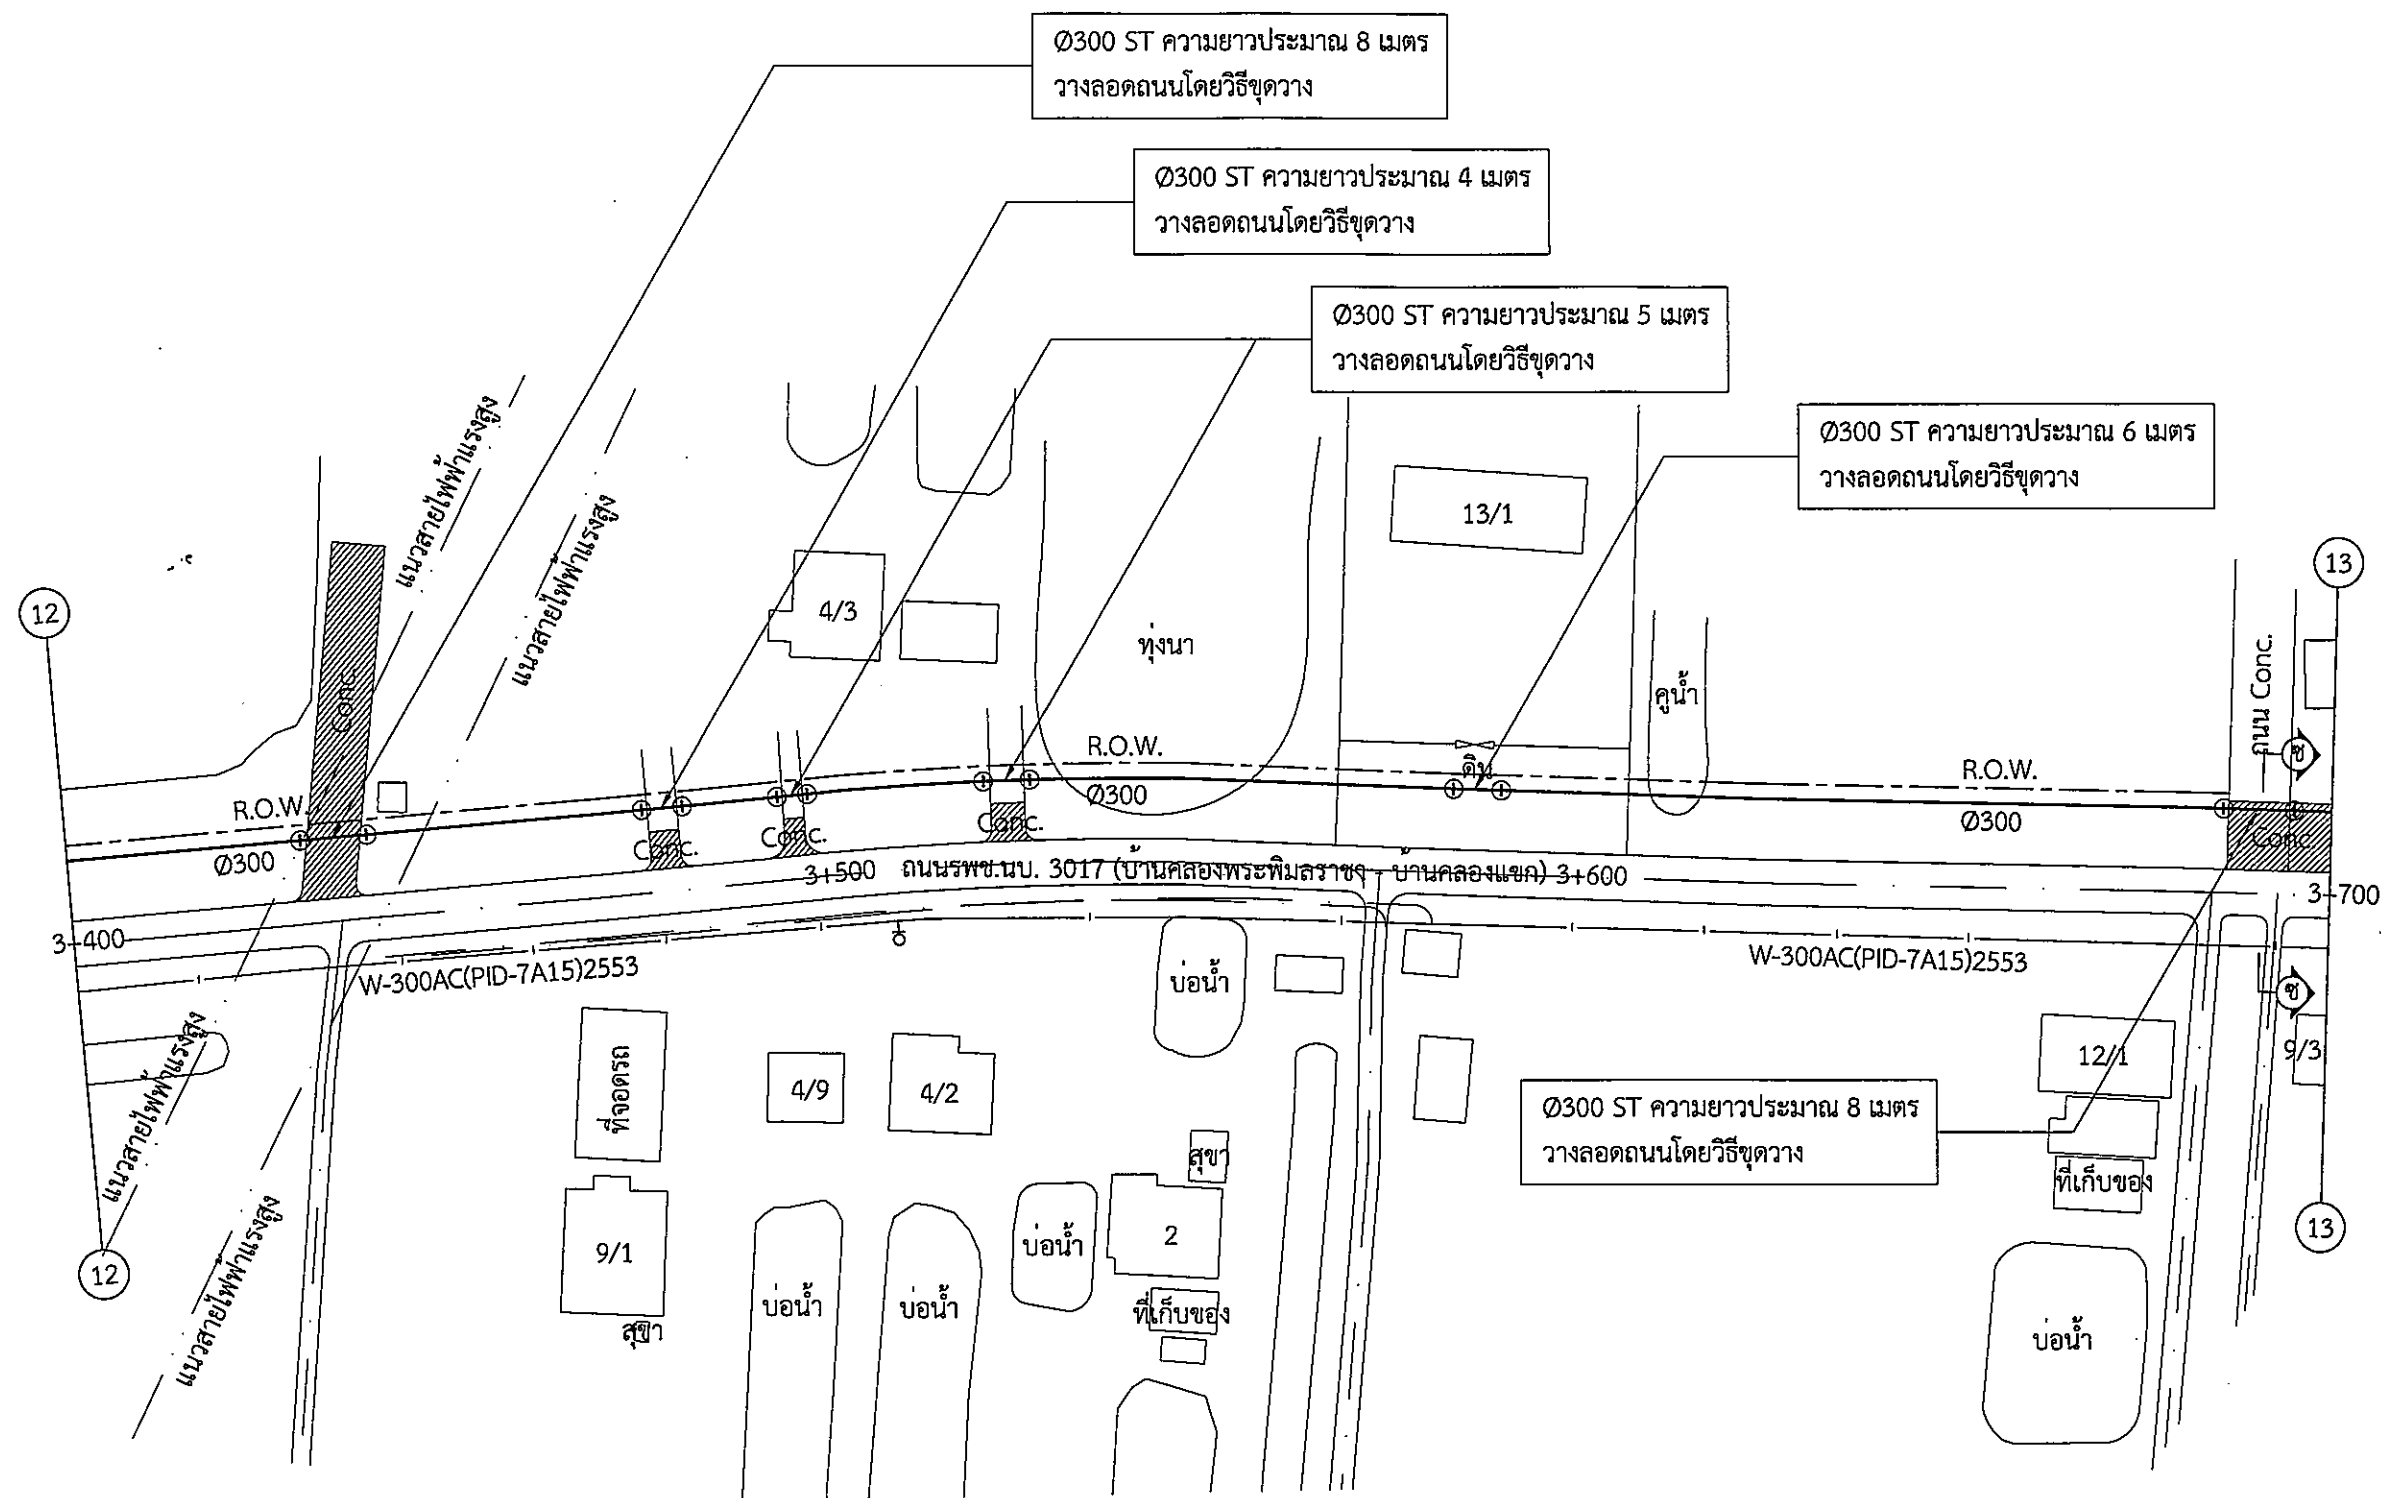 Ø300 ST ความยาวประมาณ 8 เมตร
วางลอดถนนโดยวิธีขุดวาง
Ø300 ST ความยาวประมาณ 4 เมตร
วางลอดถนนโดยวิธีขุดวาง
Ø300 ST ความยาวประมาณ 5 เมตร
วางลอดถนนโดยวิธีขุดวาง
Ø300 ST ความยาวประมาณ 6 เมตร
วางลอดถนนโดยวิธีขุดวาง
แนวสายไฟฟ้าแรงสูง
แนวสายไฟฟ้าแรงสูง
13/1
12
13
4/3
ทุ่งนา
คูน้ำ
Conc.
ถนน Conc.
ซ
R.O.W.
R.O.W.
ดิน
R.O.W.
Ø300
Ø300
Ø300
Conc.
Conc.
Conc.
Conc.
3+400
3+500
ถนนรพช.นบ. 3017 (บ้านคลองพระพิมลราชา - บ้านคลองแขก)
3+600
3+700
W-300AC(PID-7A15)2553
W-300AC(PID-7A15)2553
บ่อน้ำ
ซ
แนวสายไฟฟ้าแรงสูง
แนวสายไฟฟ้าแรงสูง
ที่จอดรถ
4/9
4/2
12/1
9/3
Ø300 ST ความยาวประมาณ 8 เมตร
วางลอดถนนโดยวิธีขุดวาง
สุขา
ที่เก็บของ
12
9/1
บ่อน้ำ
2
13
สุขา
บ่อน้ำ
บ่อน้ำ
ที่เก็บของ
บ่อน้ำ